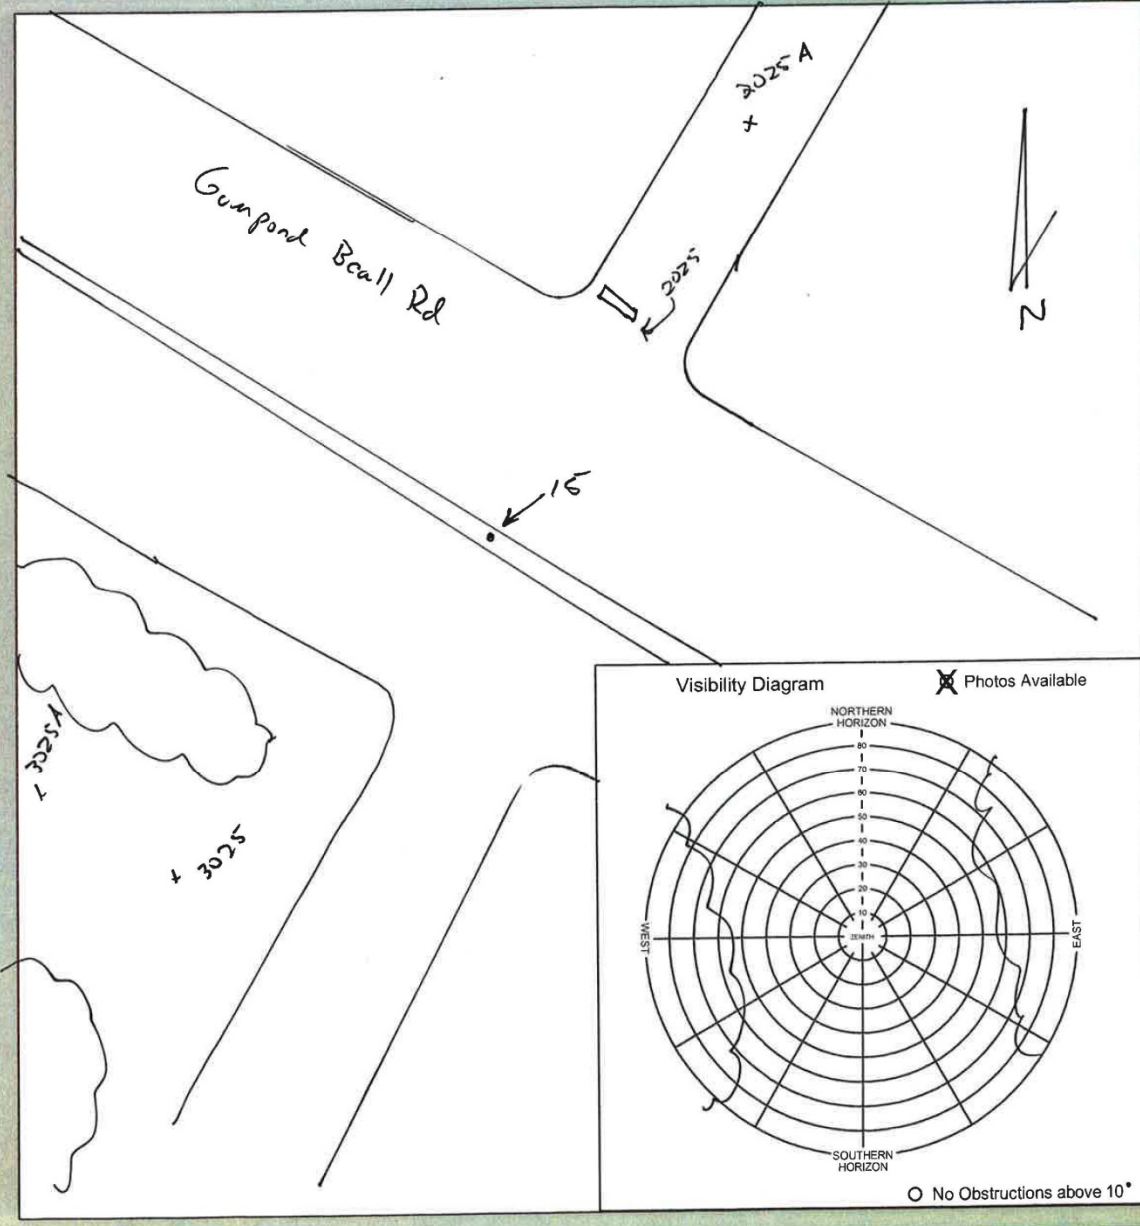 2025A
Gumpond Beall Rd
2025
N
15
3025A
3025
Visibility Diagram
Photos Available
NORTHERN
HORIZON
80
70
60
50
40
30
20
10
ZENITH
WEST
EAST
SOUTHERN
HORIZON
No Obstructions above 10°